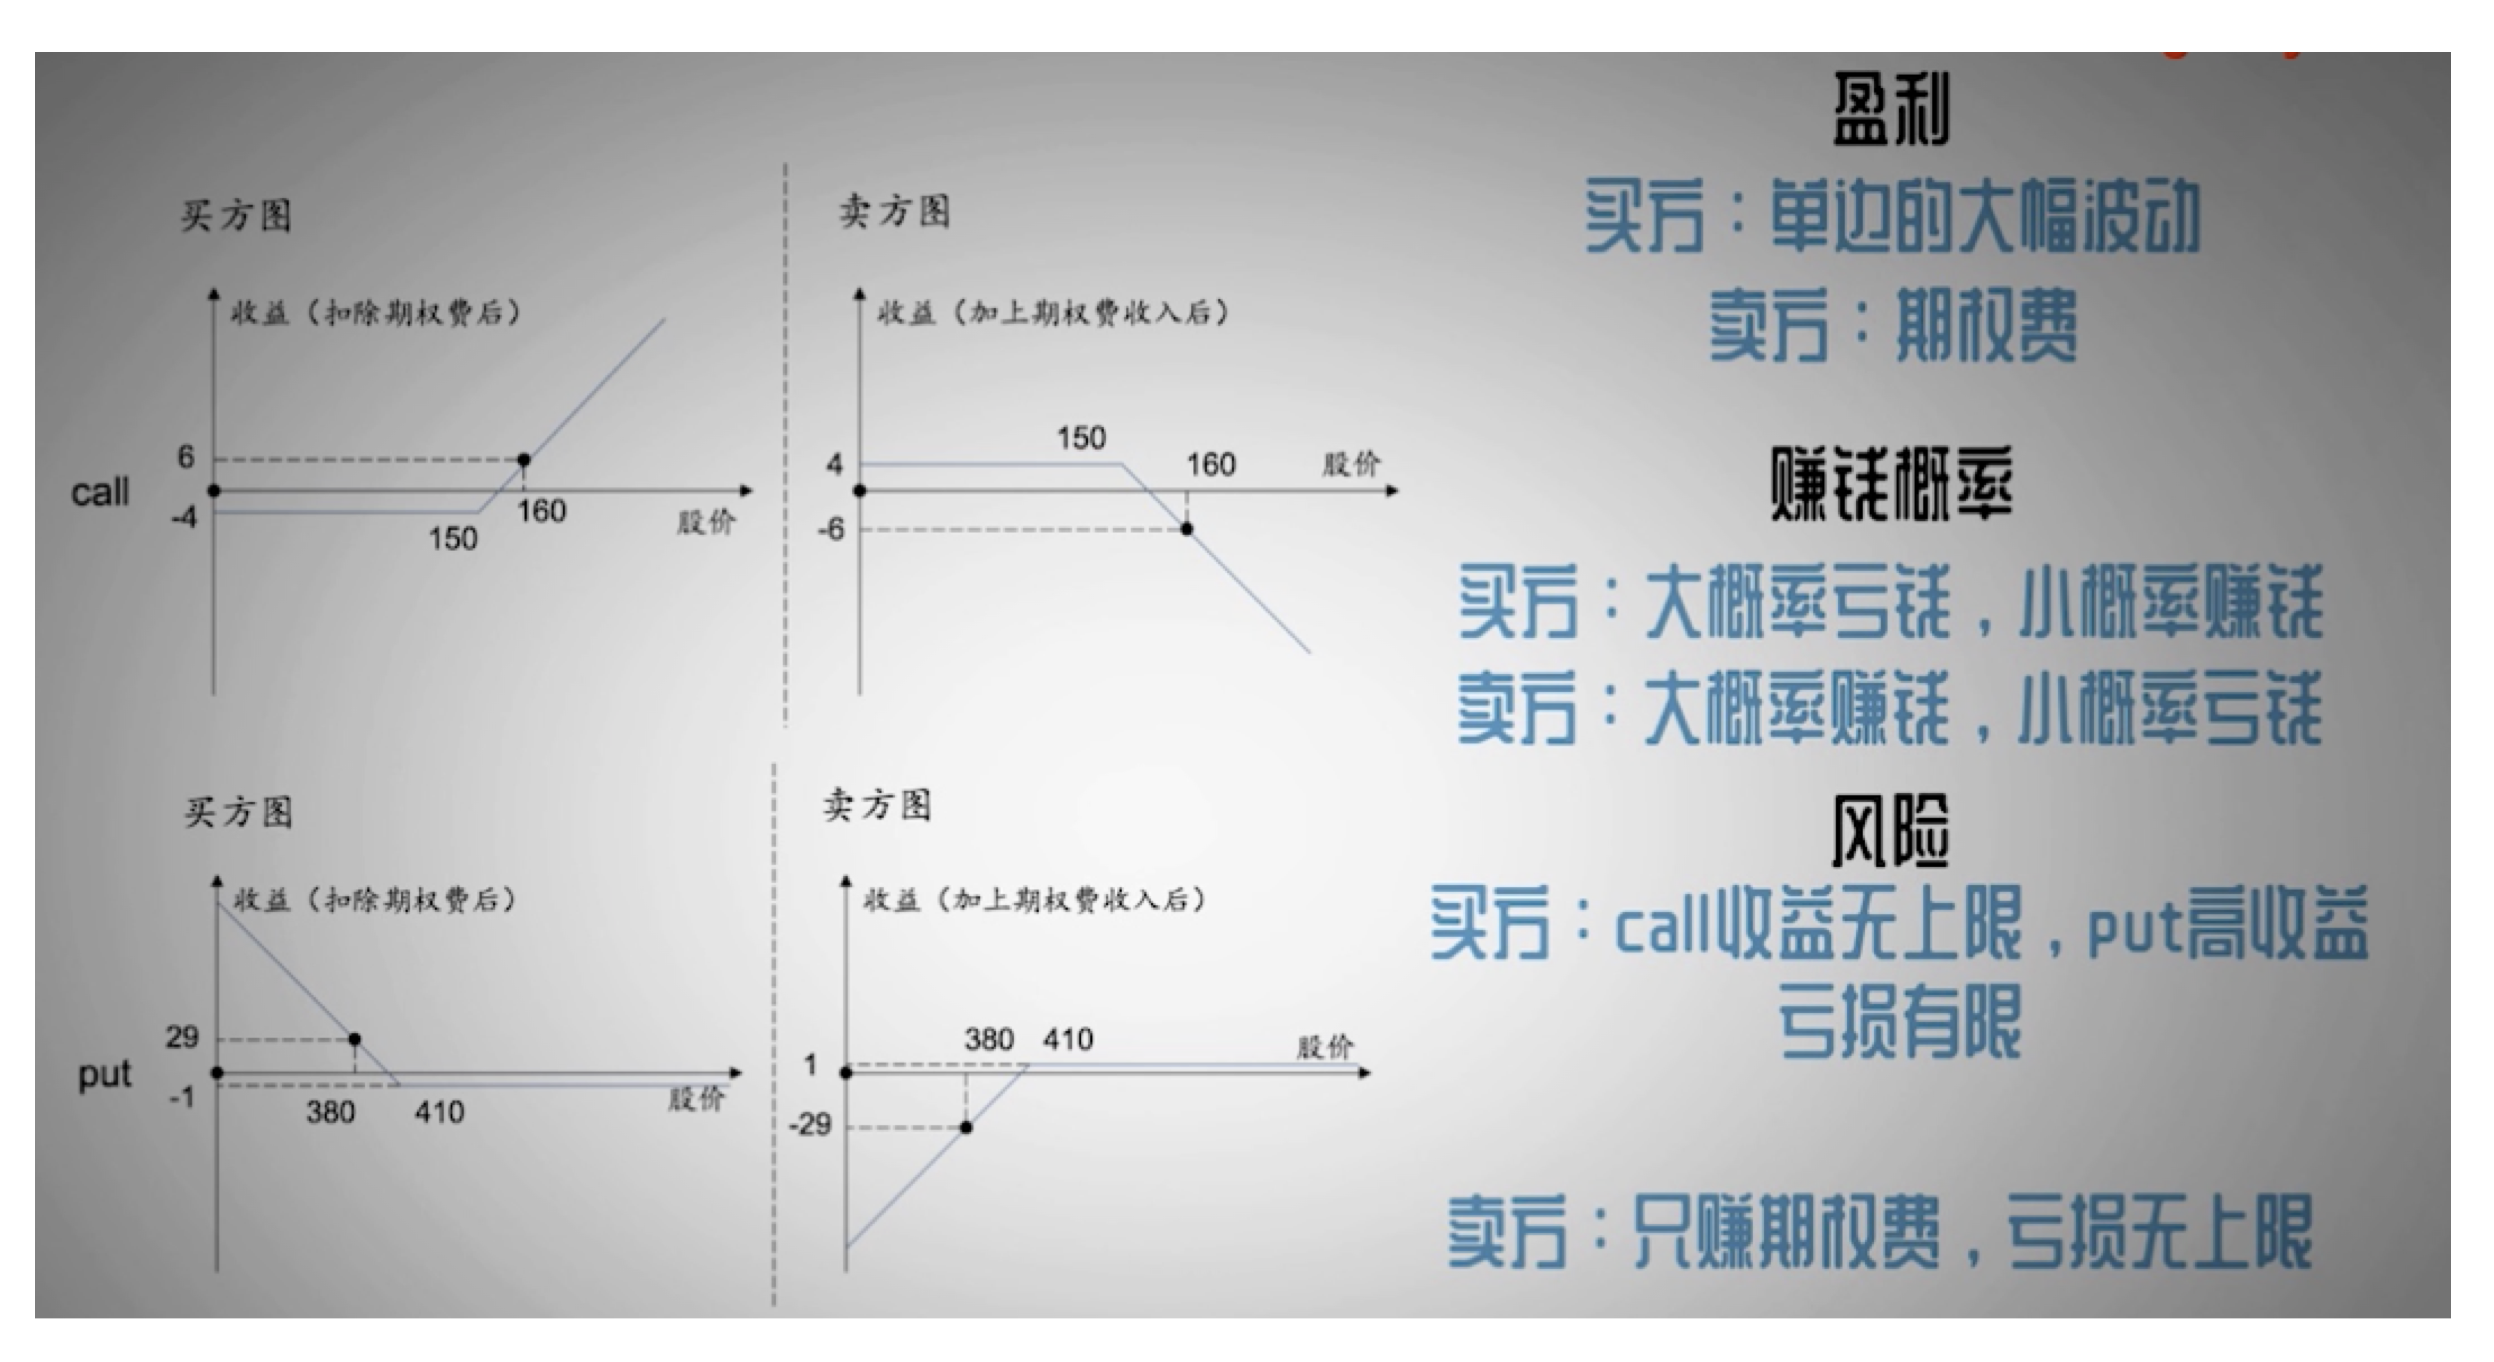 买方图
收益（扣除期权费后）
6
call
-4
150
160
股价
卖方图
收益（加上期权费收入后）
150
4
160
股价
-6
买方图
收益（扣除期权费后）
29
put
-1
380
410
股价
卖方图
收益（加上期权费收入后）
380
410
股价
1
-29
盈利
买方：单边的大幅波动
卖方：期权费
赚钱概率
买方：大概率亏钱，小概率赚钱
卖方：大概率赚钱，小概率亏钱
风险
买方：call收益无上限，put高收益
亏损有限
卖方：只赚期权费，亏损无上限